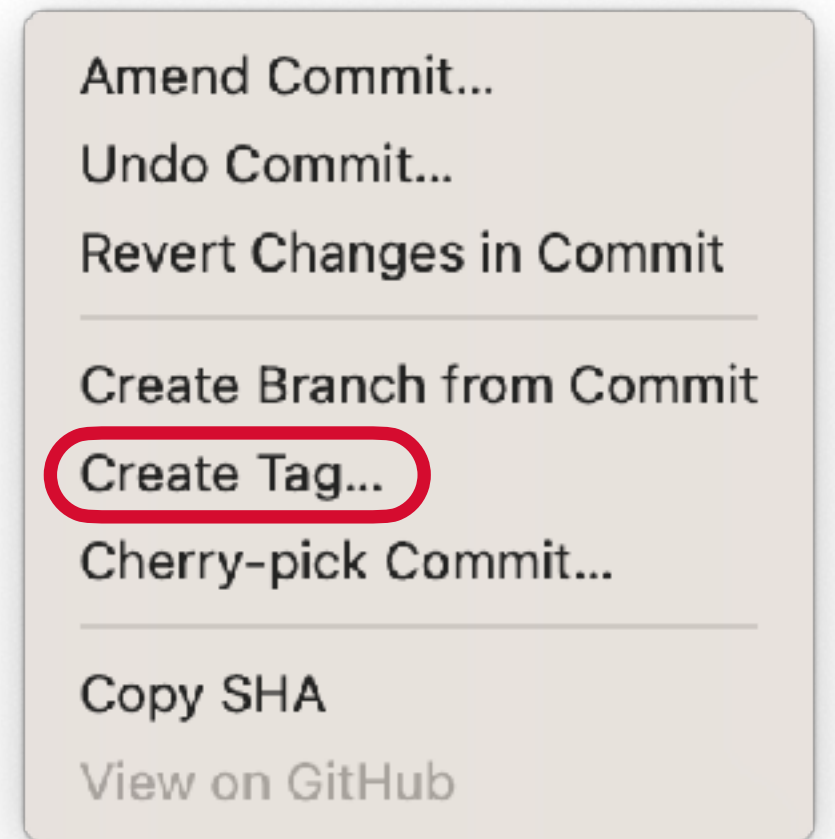 Amend Commit...
Undo Commit...
Revert Changes in Commit
Create Branch from Commit
Create Tag...
Cherry-pick Commit...
Copy SHA
View on GitHub